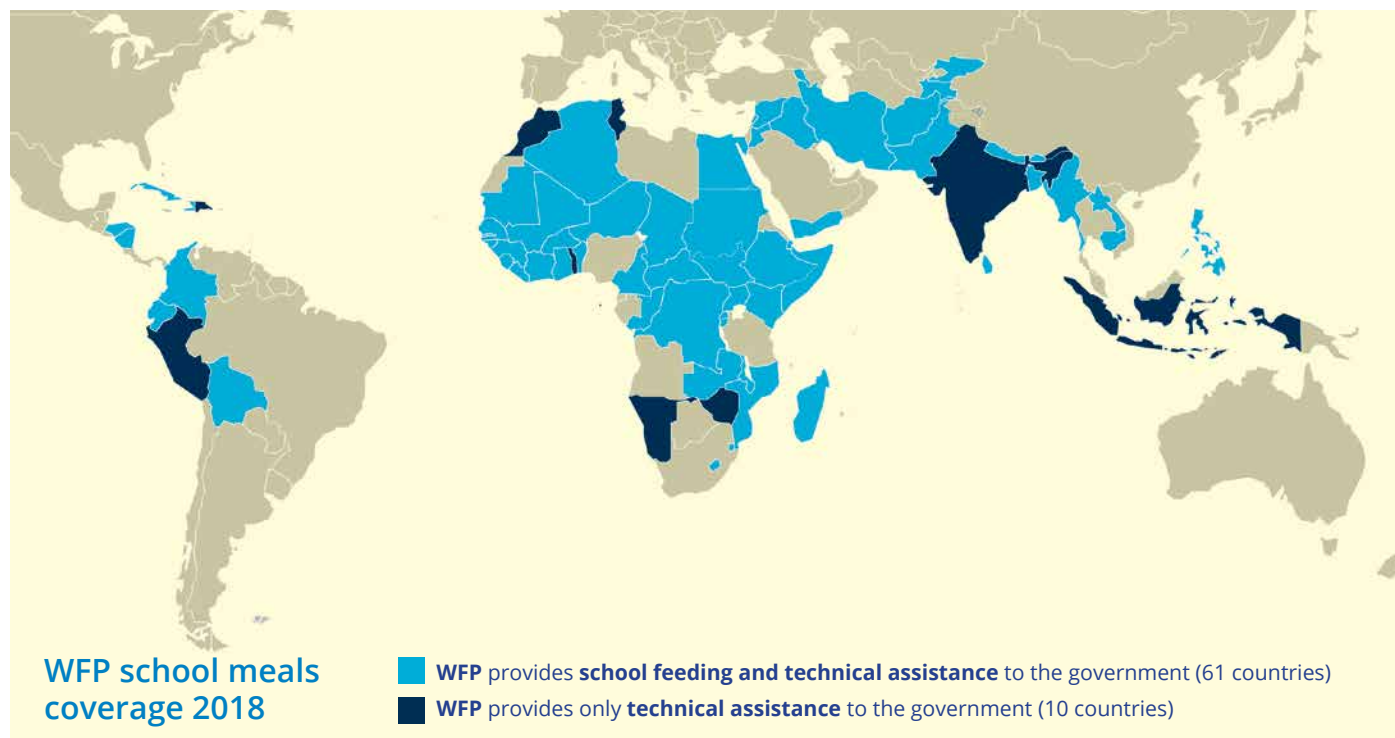 WFP school meals
coverage 2018
WFP provides school feeding and technical assistance to the government (61 countries)
WFP provides only technical assistance to the government (10 countries)